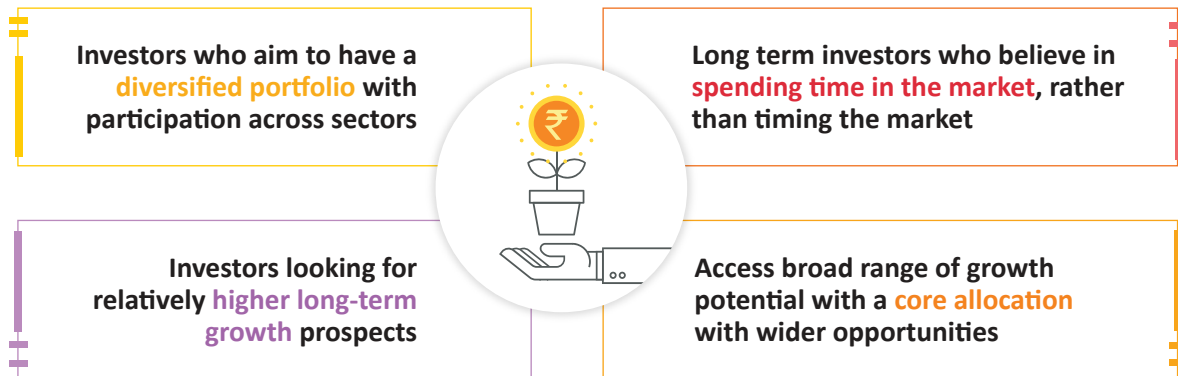 Investors who aim to have a
diversified portfolio with
participation across sectors
Long term investors who believe in
spending time in the market, rather
than timing the market
₹
Investors looking for
relatively higher long-term
growth prospects
Access broad range of growth
potential with a core allocation
with wider opportunities